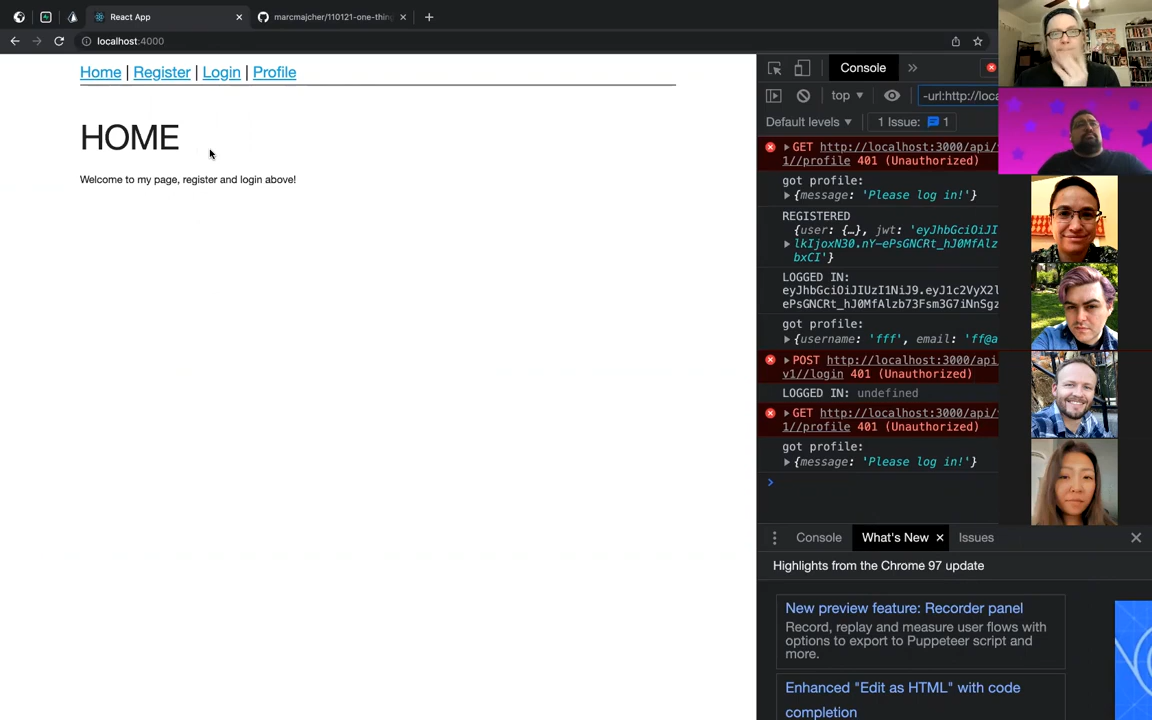 React App
marcmajcher/110121-one-thin
localhost:4000
Home | Register | Login | Profile
HOME
Welcome to my page, register and login above!
Console
top
-url:http://loca
Default levels
1 Issue: 1
GET http://localhost:3000/api/
1//profile 401 (Unauthorized)
got profile:
{message: 'Please log in!'}
REGISTERED
{user: {…}, jwt: 'eyJhbGciOiJI
lkIjoxN30.nY-ePsGNCRt_hJ0MfAlz
bxCI'}
LOGGED IN:
eyJhbGciOiJIUzI1NiJ9.eyJ1c2VyX2l
ePsGNCRt_hJ0MfAlzb73Fsm3G7iNnSgz
got profile:
{username: 'fff', email: 'ff@a
POST http://localhost:3000/api
v1//login 401 (Unauthorized)
LOGGED IN: undefined
GET http://localhost:3000/api/
1//profile 401 (Unauthorized)
got profile:
{message: 'Please log in!'}
Console
What's New
Issues
Highlights from the Chrome 97 update
New preview feature: Recorder panel
Record, replay and measure user flows with
options to export to Puppeteer script and
more.
Enhanced "Edit as HTML" with code
completion